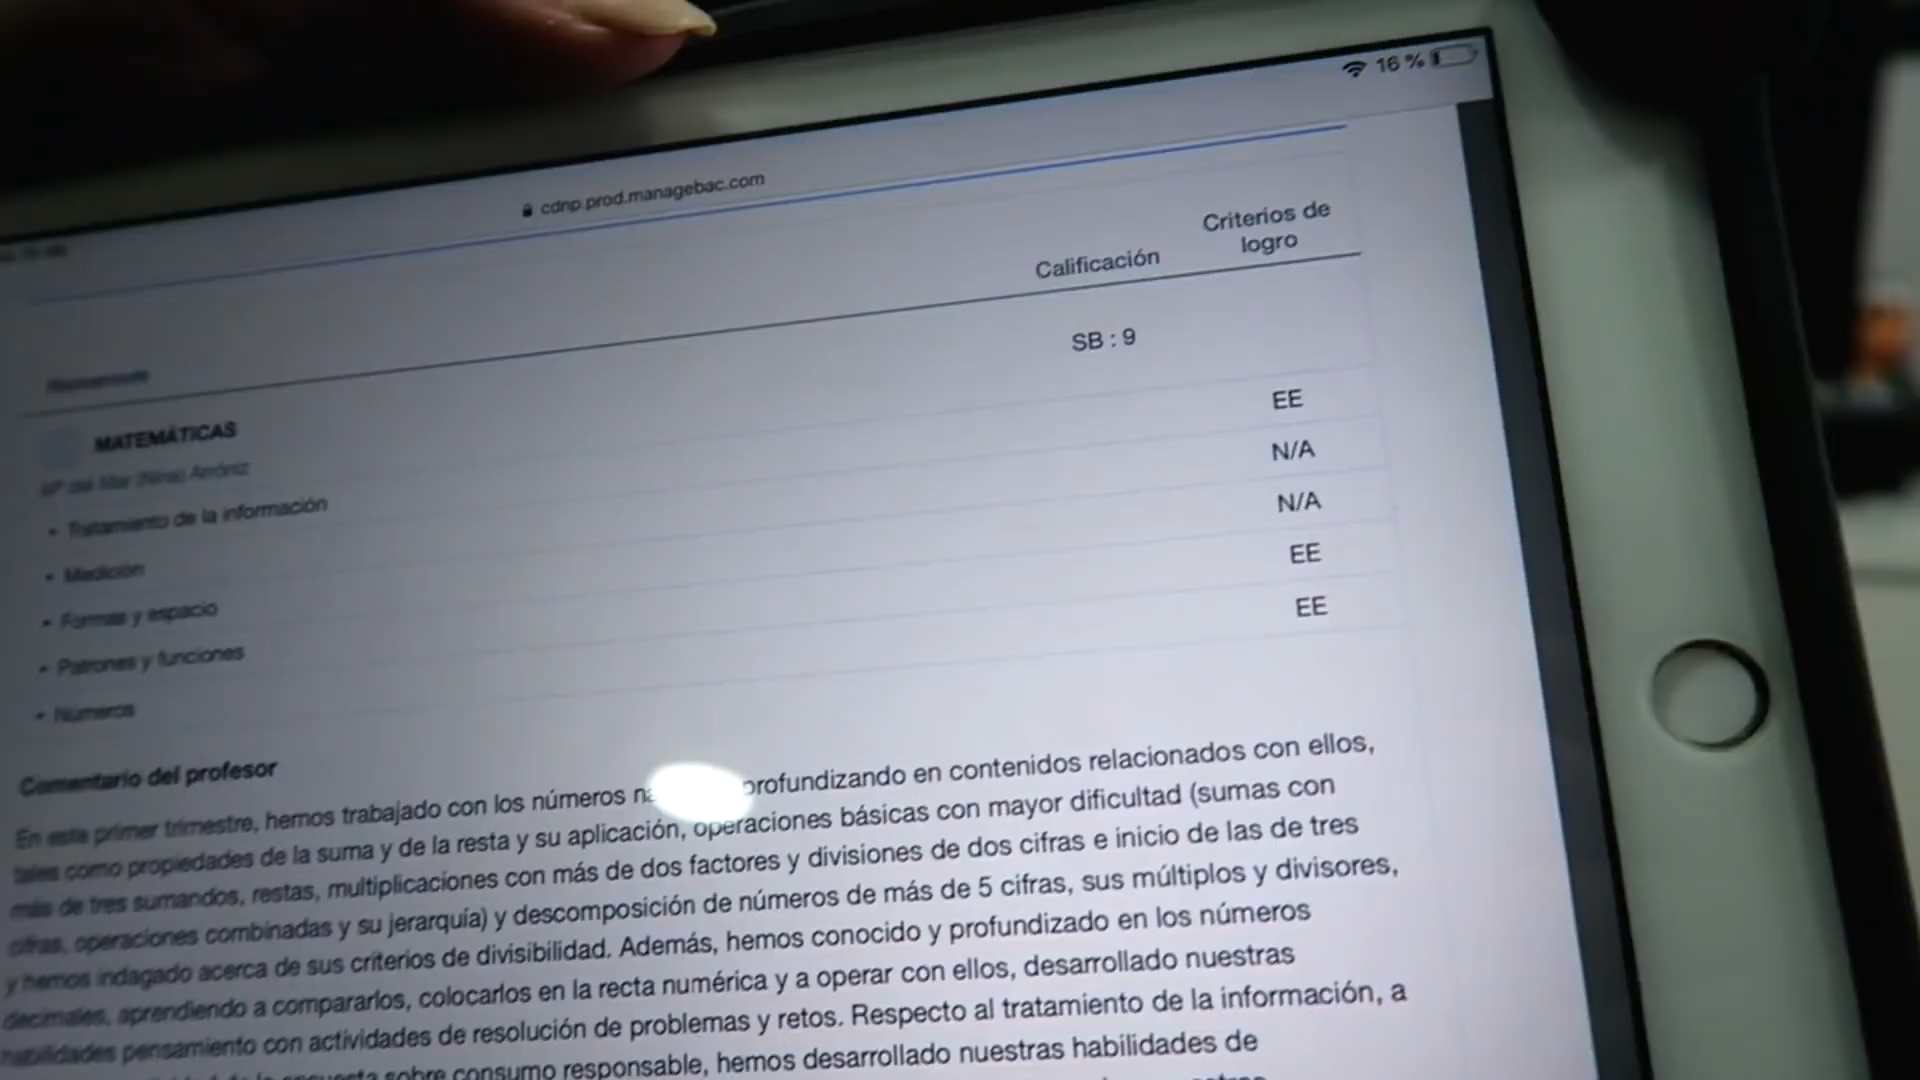 16 %
cdnp.prod.managebac.com
Calificación
Criterios de
logro
SB : 9
MATEMÁTICAS
del Mar (Nina) Arróniz
• Tratamiento de la información
EE
• Medición
N/A
• Formas y espacio
N/A
• Patrones y funciones
EE
• Números
EE
Comentario del profesor
En este primer trimestre, hemos trabajado con los números profundizando en contenidos relacionados con ellos,
tales como propiedades de la suma y de la resta y su aplicación, operaciones básicas con mayor dificultad (sumas con
más de tres sumandos, restas, multiplicaciones con más de dos factores y divisiones de dos cifras e inicio de las de tres
cifras, operaciones combinadas y su jerarquía) y descomposición de números de más de 5 cifras, sus múltiplos y divisores,
y hemos indagado acerca de sus criterios de divisibilidad. Además, hemos conocido y profundizado en los números
decimales, aprendiendo a compararlos, colocarlos en la recta numérica y a operar con ellos, desarrollado nuestras
habilidades pensamiento con actividades de resolución de problemas y retos. Respecto al tratamiento de la información, a
encuesta sobre consumo responsable, hemos desarrollado nuestras habilidades de